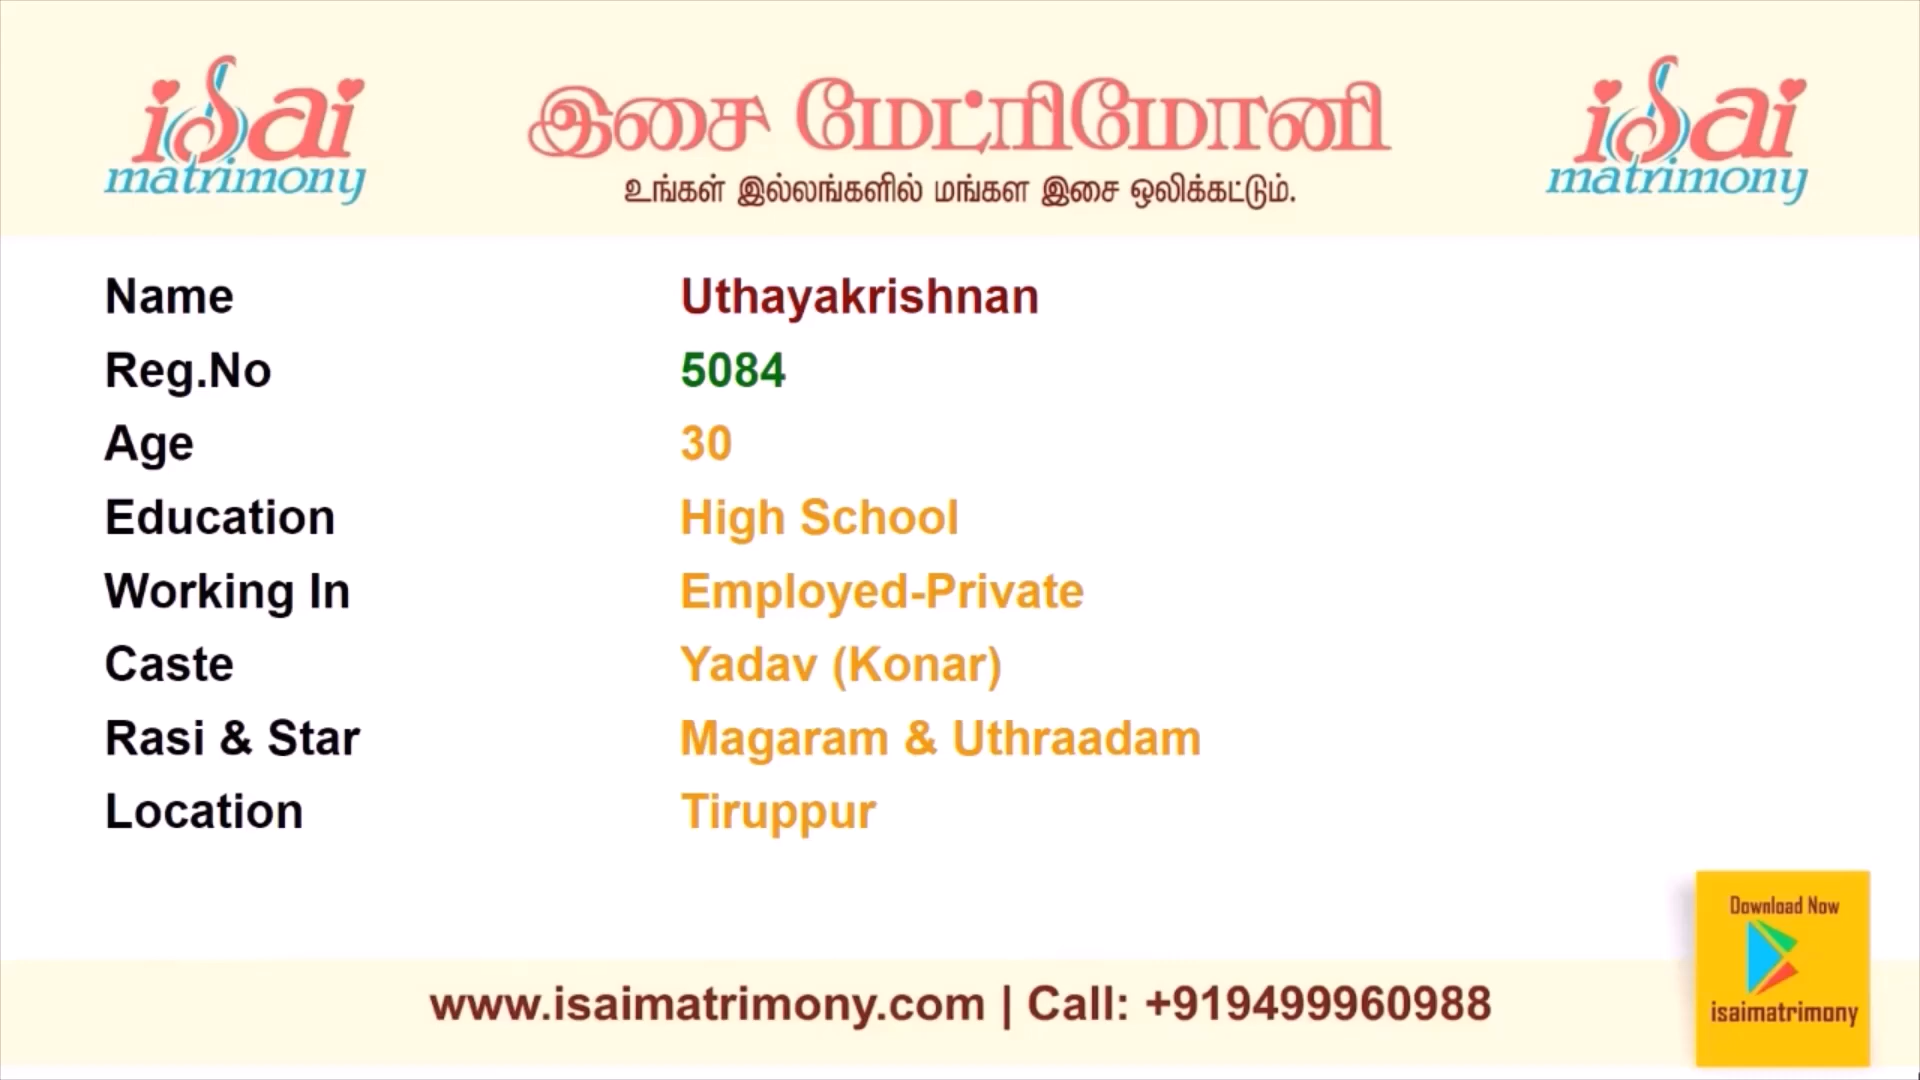 isai
matrimony
இசை மேட்ரிமோனி
உங்கள் இல்லங்களில் மங்கள இசை ஒலிக்கட்டும்.
isai
matrimony
Name Uthayakrishnan
Reg.No 5084
Age 30
Education High School
Working In Employed-Private
Caste Yadav (Konar)
Rasi & Star Magaram & Uthraadam
Location Tiruppur
Download Now
isaimatrimony
www.isaimatrimony.com | Call: +919499960988